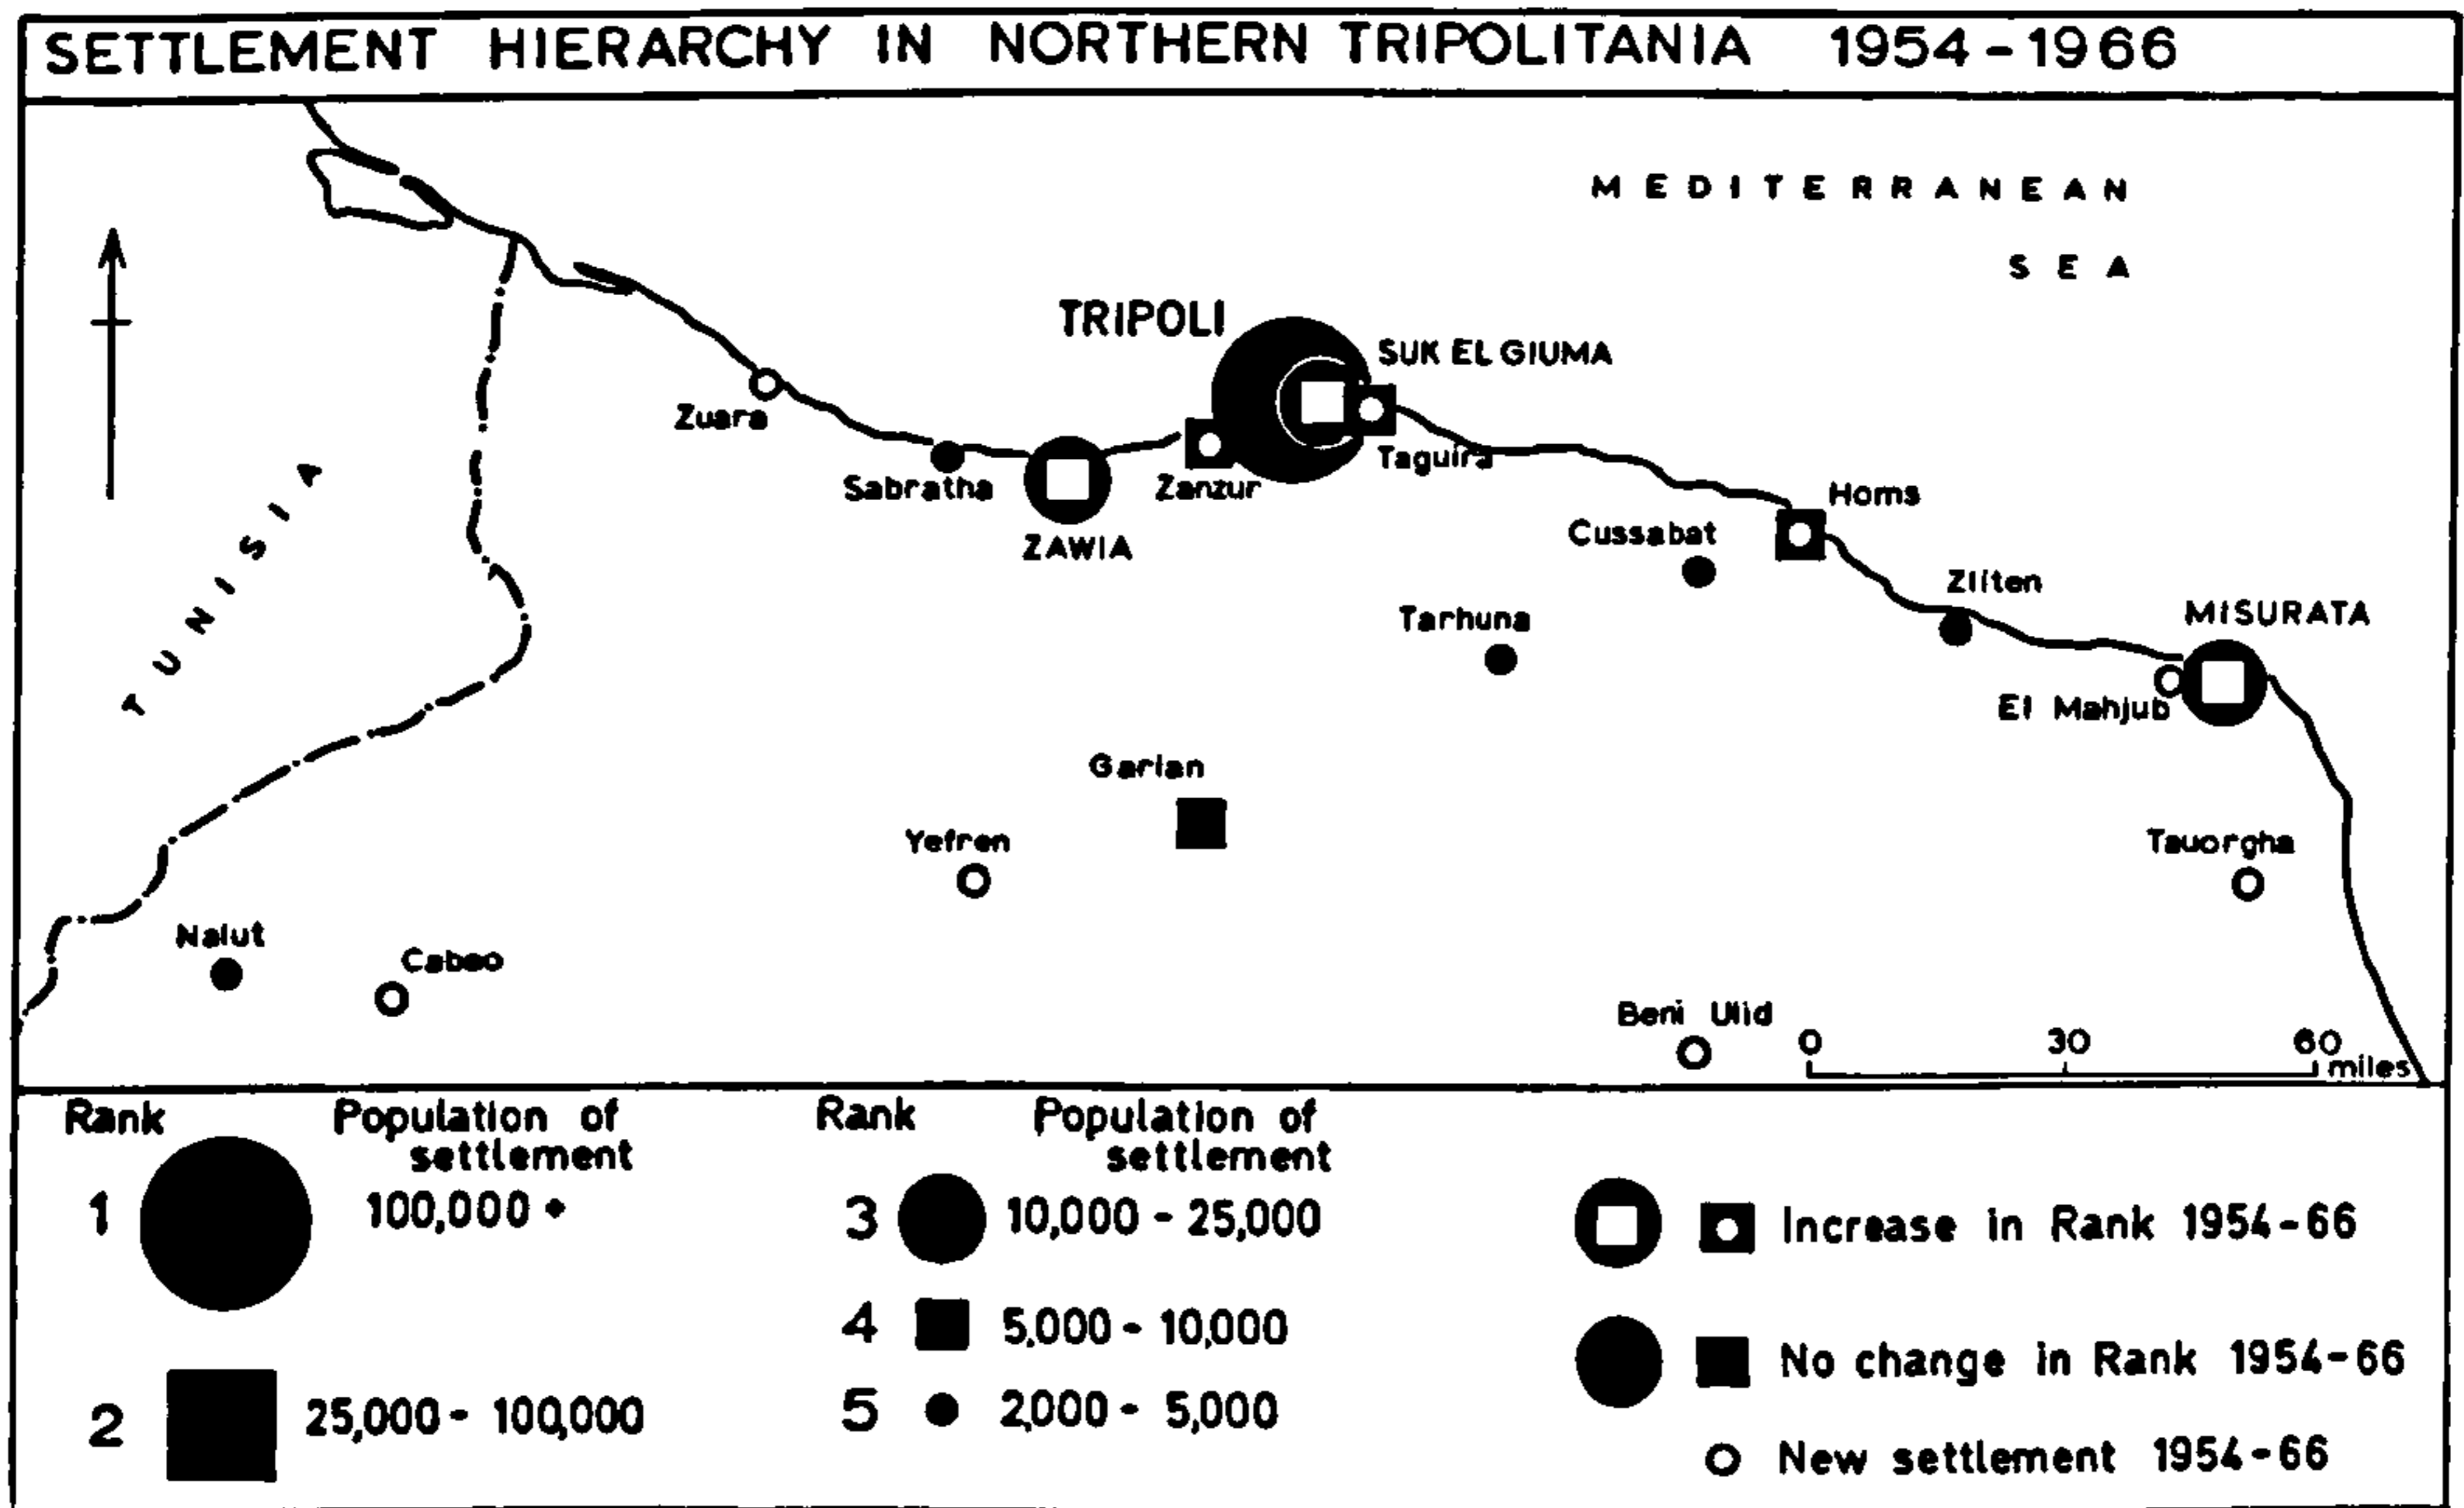 SETTLEMENT HIERARCHY IN NORTHERN TRIPOLITANIA 1954-1966
MEDITERRANEAN
SEA
TUNISIA
TRIPOLI
SUK EL GIUMA
Zuara
Sabratha
Zanzur
Taguira
ZAWIA
Homs
Cussabat
Zliten
Tarhuna
MISURATA
El Mahjub
Garian
Yefren
Tauorgha
Nalut
Cabao
Beni Ulid
0 30 60
miles
Rank Population of settlement
1 100,000 +
2 25,000 - 100,000
Rank Population of settlement
3 10,000 - 25,000
4 5,000 - 10,000
5 2,000 - 5,000
Increase in Rank 1954-66
No change in Rank 1954-66
New settlement 1954-66